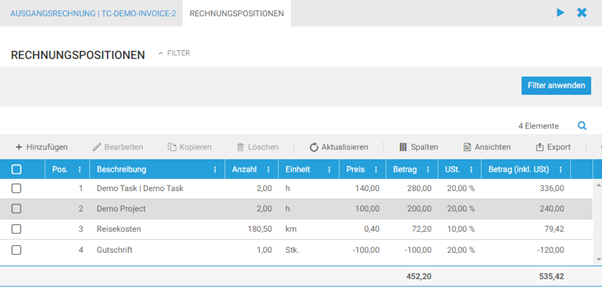 AUSGANGSRECHNUNG | TC-DEMO-INVOICE-2 RECHNUNGSPOSITIONEN
RECHNUNGSPOSITIONEN FILTER
Filter anwenden
4 Elemente
Hinzufügen Bearbeiten Kopieren Löschen Aktualisieren Spalten Ansichten Export
Pos. Beschreibung Anzahl Einheit Preis Betrag USt. Betrag (Inkl. USt)
1 Demo Task | Demo Task 2,00 h 140,00 280,00 20,00 % 336,00
2 Demo Project 2,00 h 100,00 200,00 20,00 % 240,00
3 Reisekosten 180,50 km 0,40 72,20 10,00 % 79,42
4 Gutschrift 1,00 Stk. -100,00 -100,00 20,00 % -120,00
452,20 535,42